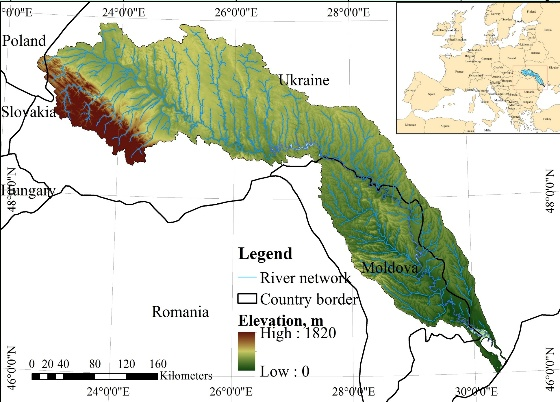 0°0'0"E
26°0'0"E
28°0'0"E
Poland
Ukraine
Slovakia
Hungary
48°0'0"N
48°0'0"N
Legend
River network
Moldova
Country border
Romania
Elevation, m
High : 1820
Low : 0
0 20 40 80 120 160
Kilometers
46°0'0"N
46°0'0"N
24°0'0"E
26°0'0"E
28°0'0"E
30°0'0"E